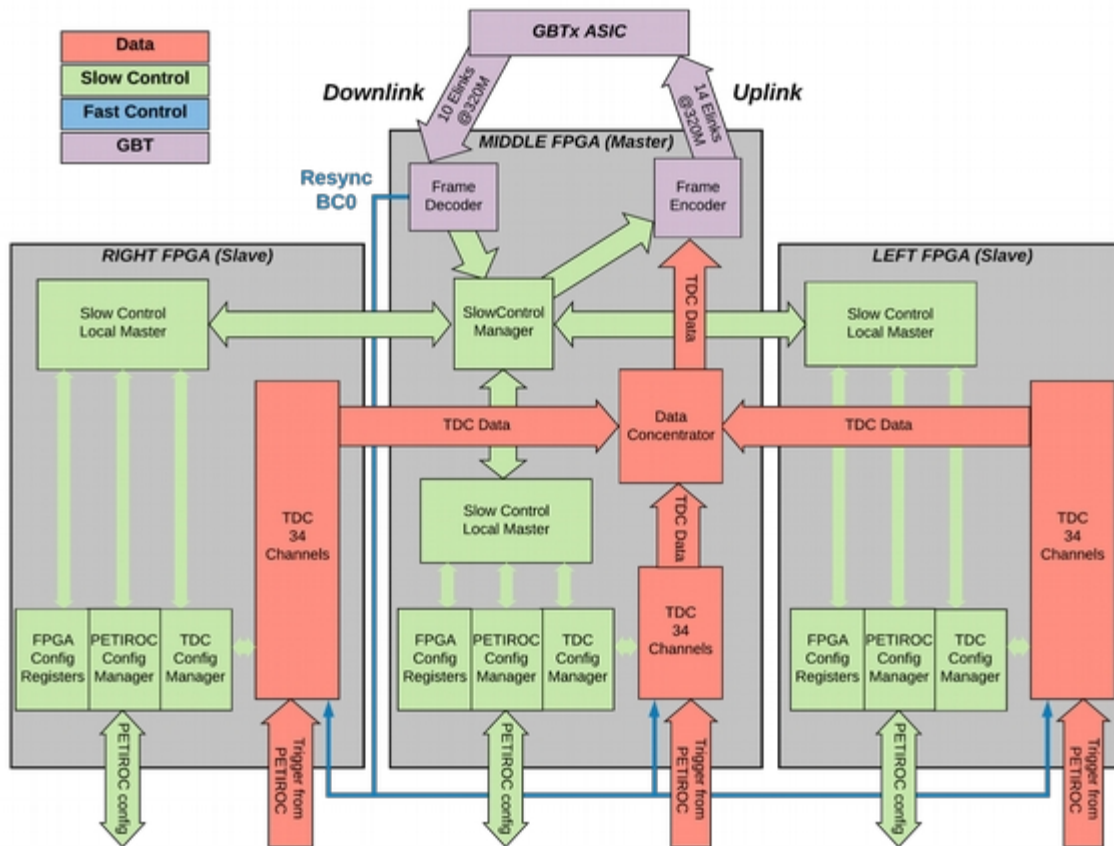 GBTx ASIC
Data
Slow Control
Fast Control
GBT
Downlink
10 Elinks
@320M
14 Elinks
@320M
Uplink
MIDDLE FPGA (Master)
Resync
BC0
Frame
Decoder
Frame
Encoder
RIGHT FPGA (Slave)
LEFT FPGA (Slave)
Slow Control
Local Master
SlowControl
Manager
TDC Data
Slow Control
Local Master
TDC Data
Data
Concentrator
TDC Data
Slow Control
Local Master
TDC Data
TDC
34
Channels
TDC
34
Channels
TDC
34
Channels
FPGA
Config
Registers
PETIROC
Config
Manager
TDC
Config
Manager
FPGA
Config
Registers
PETIROC
Config
Manager
TDC
Config
Manager
FPGA
Config
Registers
PETIROC
Config
Manager
TDC
Config
Manager
PETIROC config
Trigger from
PETIROC
PETIROC config
Trigger from
PETIROC
PETIROC config
Trigger from
PETIROC